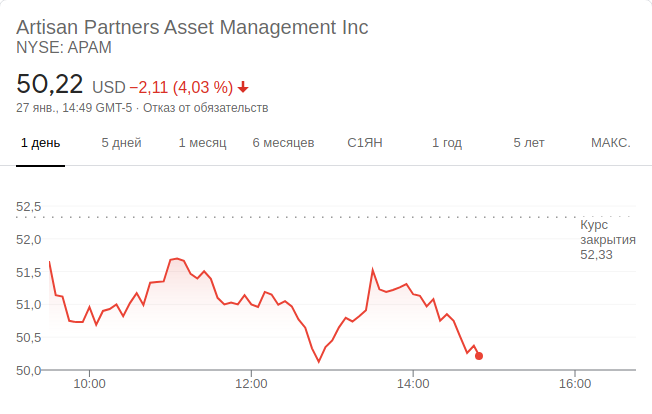 Artisan Partners Asset Management Inc
NYSE: APAM
50,22 USD −2,11 (4,03 %)
27 янв., 14:49 GMT-5 · Отказ от обязательств
1 день 5 дней 1 месяц 6 месяцев С1ЯН 1 год 5 лет МАКС.
52,5
Курс
закрытия
52,33
52,0
51,5
51,0
50,5
50,0
10:00 12:00 14:00 16:00